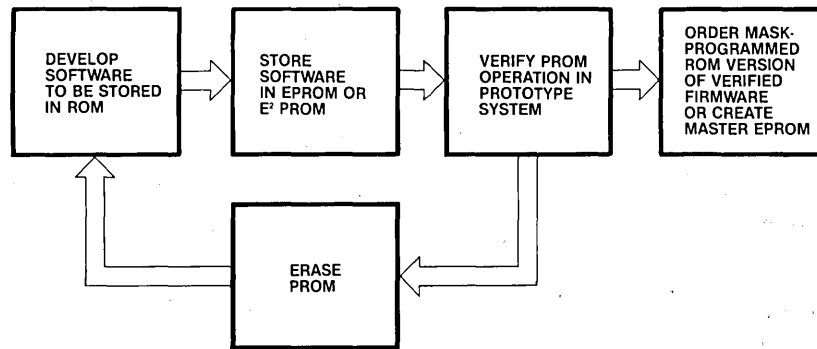 DEVELOP
SOFTWARE
TO BE STORED
IN ROM
STORE
SOFTWARE
IN EPROM OR
E² PROM
VERIFY PROM
OPERATION IN
PROTOTYPE
SYSTEM
ORDER MASK-
PROGRAMMED
ROM VERSION
OF VERIFIED
FIRMWARE
OR CREATE
MASTER EPROM
ERASE
PROM